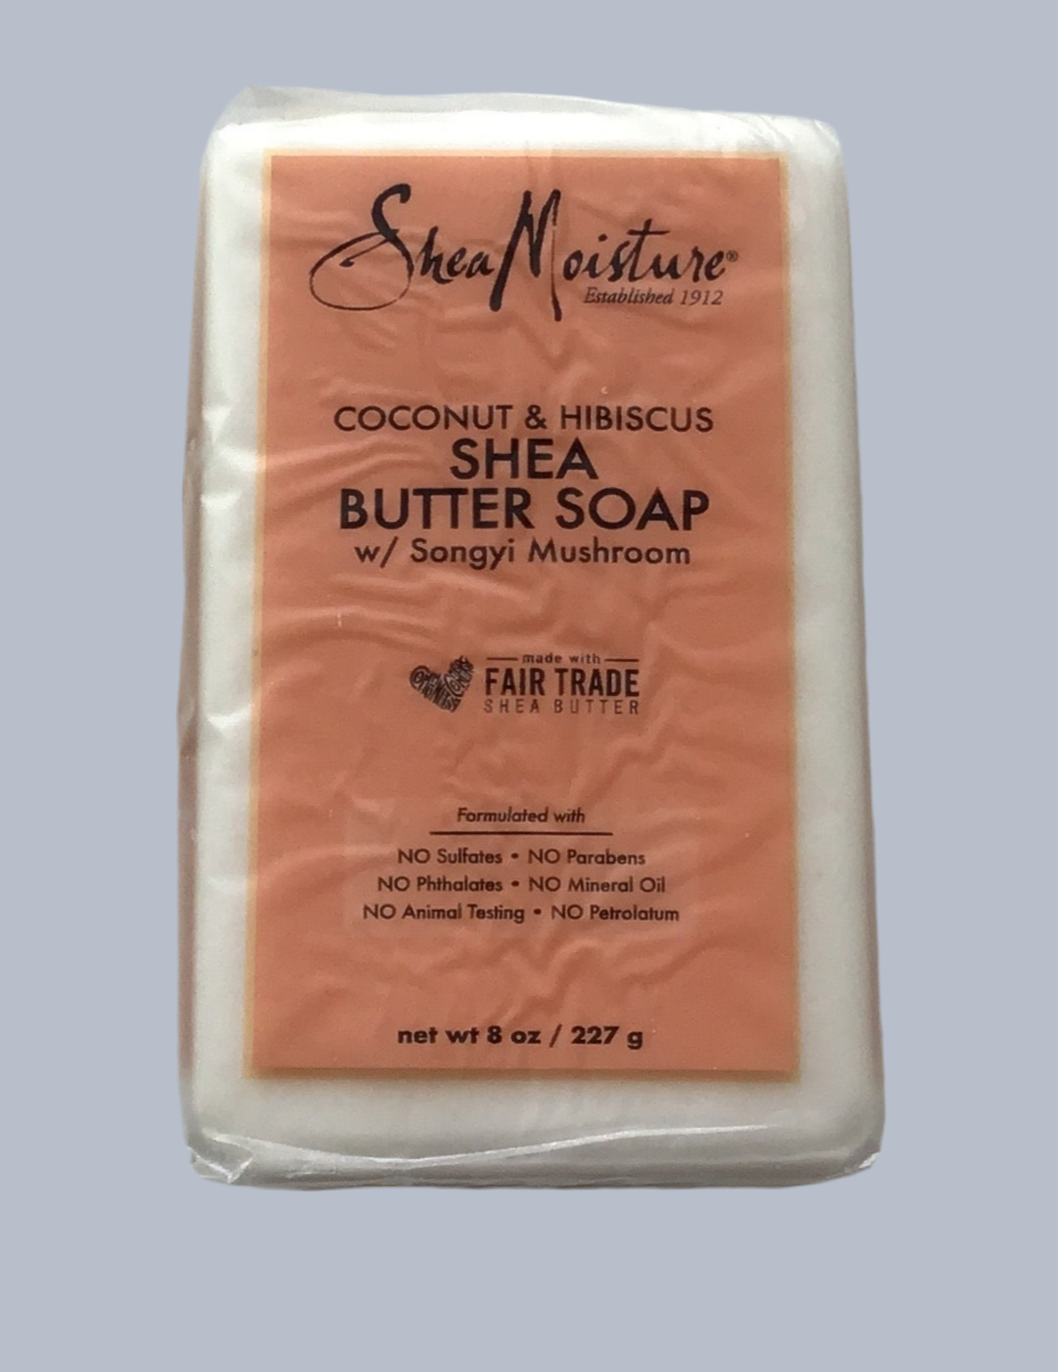 SheaMoisture®
Established 1912
COCONUT & HIBISCUS
SHEA
BUTTER SOAP
w/ Songyi Mushroom
made with
FAIR TRADE
SHEA BUTTER
Formulated with
NO Sulfates • NO Parabens
NO Phthalates • NO Mineral Oil
NO Animal Testing • NO Petrolatum
net wt 8 oz / 227 g